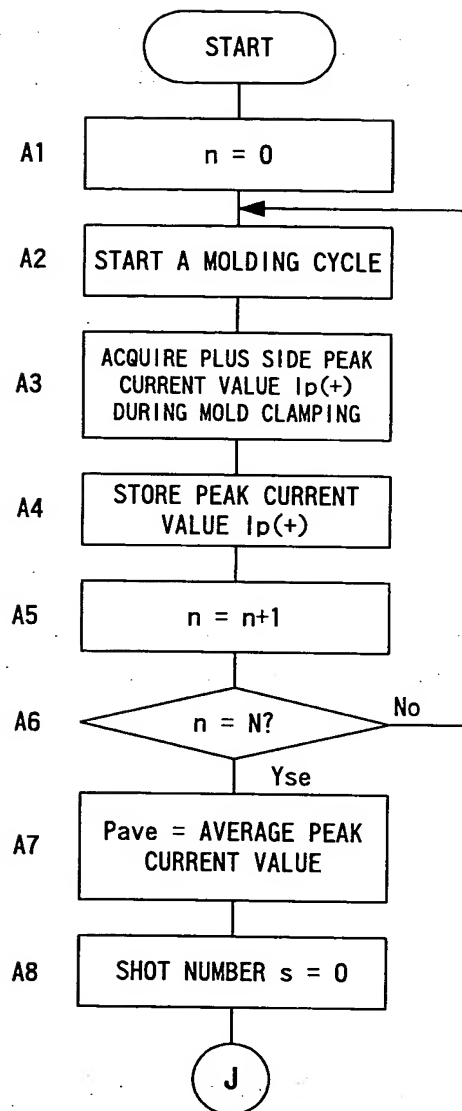 START
A1
n = 0
A2
START A MOLDING CYCLE
A3
ACQUIRE PLUS SIDE PEAK
CURRENT VALUE Ip(+)
DURING MOLD CLAMPING
A4
STORE PEAK CURRENT
VALUE Ip(+)
A5
n = n+1
A6
n = N?
No
Yse
A7
Pave = AVERAGE PEAK
CURRENT VALUE
A8
SHOT NUMBER s = 0
J